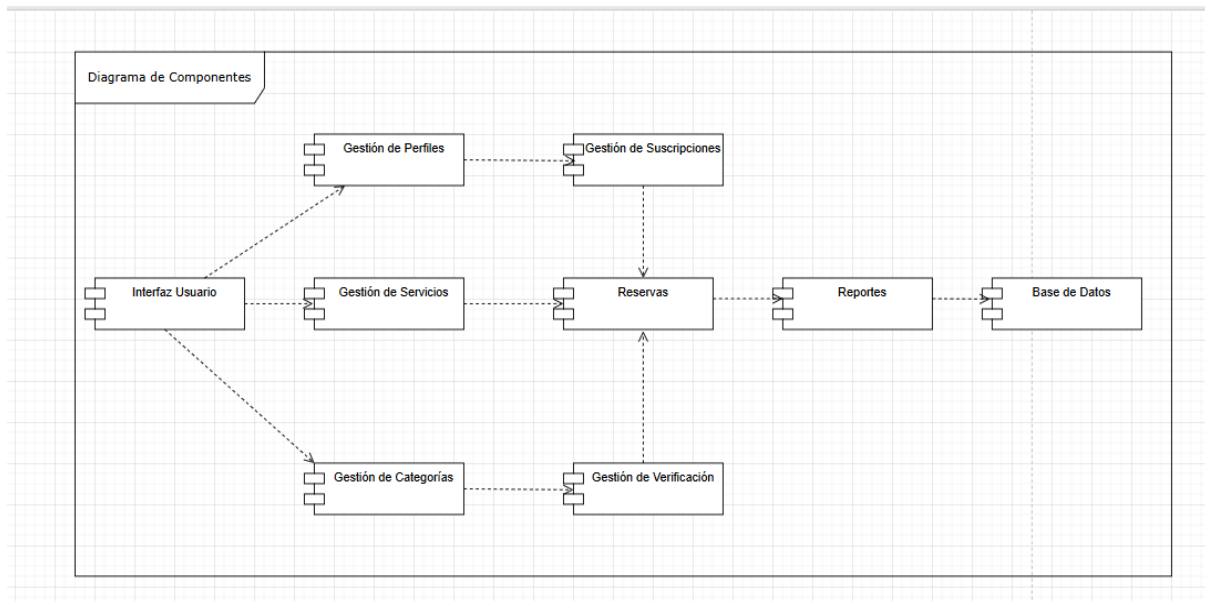 Diagrama de Componentes
Gestión de Perfiles
Gestión de Suscripciones
Interfaz Usuario
Gestión de Servicios
Reservas
Reportes
Base de Datos
Gestión de Categorías
Gestión de Verificación